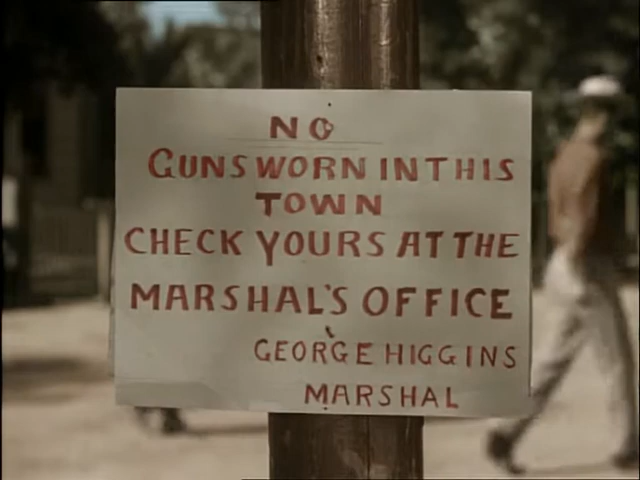 NO
GUNS WORN IN THIS
TOWN
CHECK YOURS AT THE
MARSHAL'S OFFICE
GEORGE HIGGINS
MARSHAL